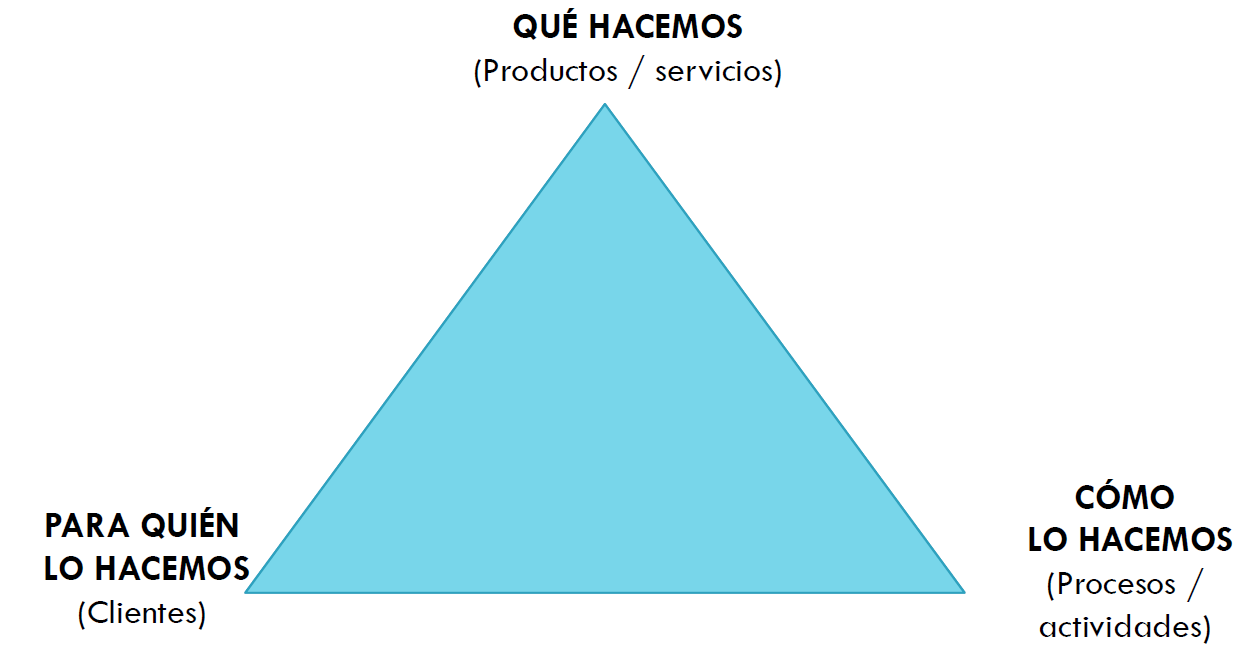 QUÉ HACEMOS
(Productos / servicios)
PARA QUIÉN
LO HACEMOS
(Clientes)
CÓMO
LO HACEMOS
(Procesos /
actividades)